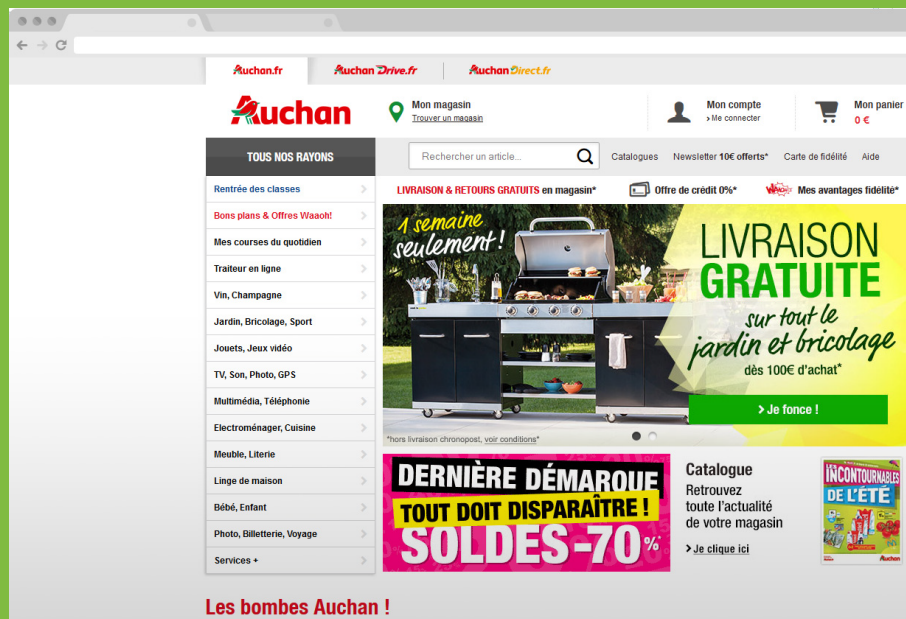 Auchan.fr
Auchan Drive.fr
Auchan Direct.fr
Auchan
Mon magasin
Trouver un magasin
Mon compte
> Me connecter
Mon panier
0 €
TOUS NOS RAYONS
Rechercher un article...
Catalogues
Newsletter 10€ offerts*
Carte de fidélité
Aide
Rentrée des classes
Bons plans & Offres Waaoh!
Mes courses du quotidien
Traiteur en ligne
Vin, Champagne
Jardin, Bricolage, Sport
Jouets, Jeux vidéo
TV, Son, Photo, GPS
Multimédia, Téléphonie
Electroménager, Cuisine
Meuble, Literie
Linge de maison
Bébé, Enfant
Photo, Billetterie, Voyage
Services +
LIVRAISON & RETOURS GRATUITS en magasin*
Offre de crédit 0%*
Mes avantages fidélité*
1 semaine
seulement !
LIVRAISON
GRATUITE
sur tout le
jardin et bricolage
dès 100€ d'achat*
> Je fonce !
*hors livraison chronopost, voir conditions*
DERNIÈRE DÉMARQUE
TOUT DOIT DISPARAÎTRE !
SOLDES -70%*
Catalogue
Retrouvez
toute l'actualité
de votre magasin
> Je clique ici
LES
INCONTOURNABLES
DE L'ÉTÉ
Auchan
Les bombes Auchan !